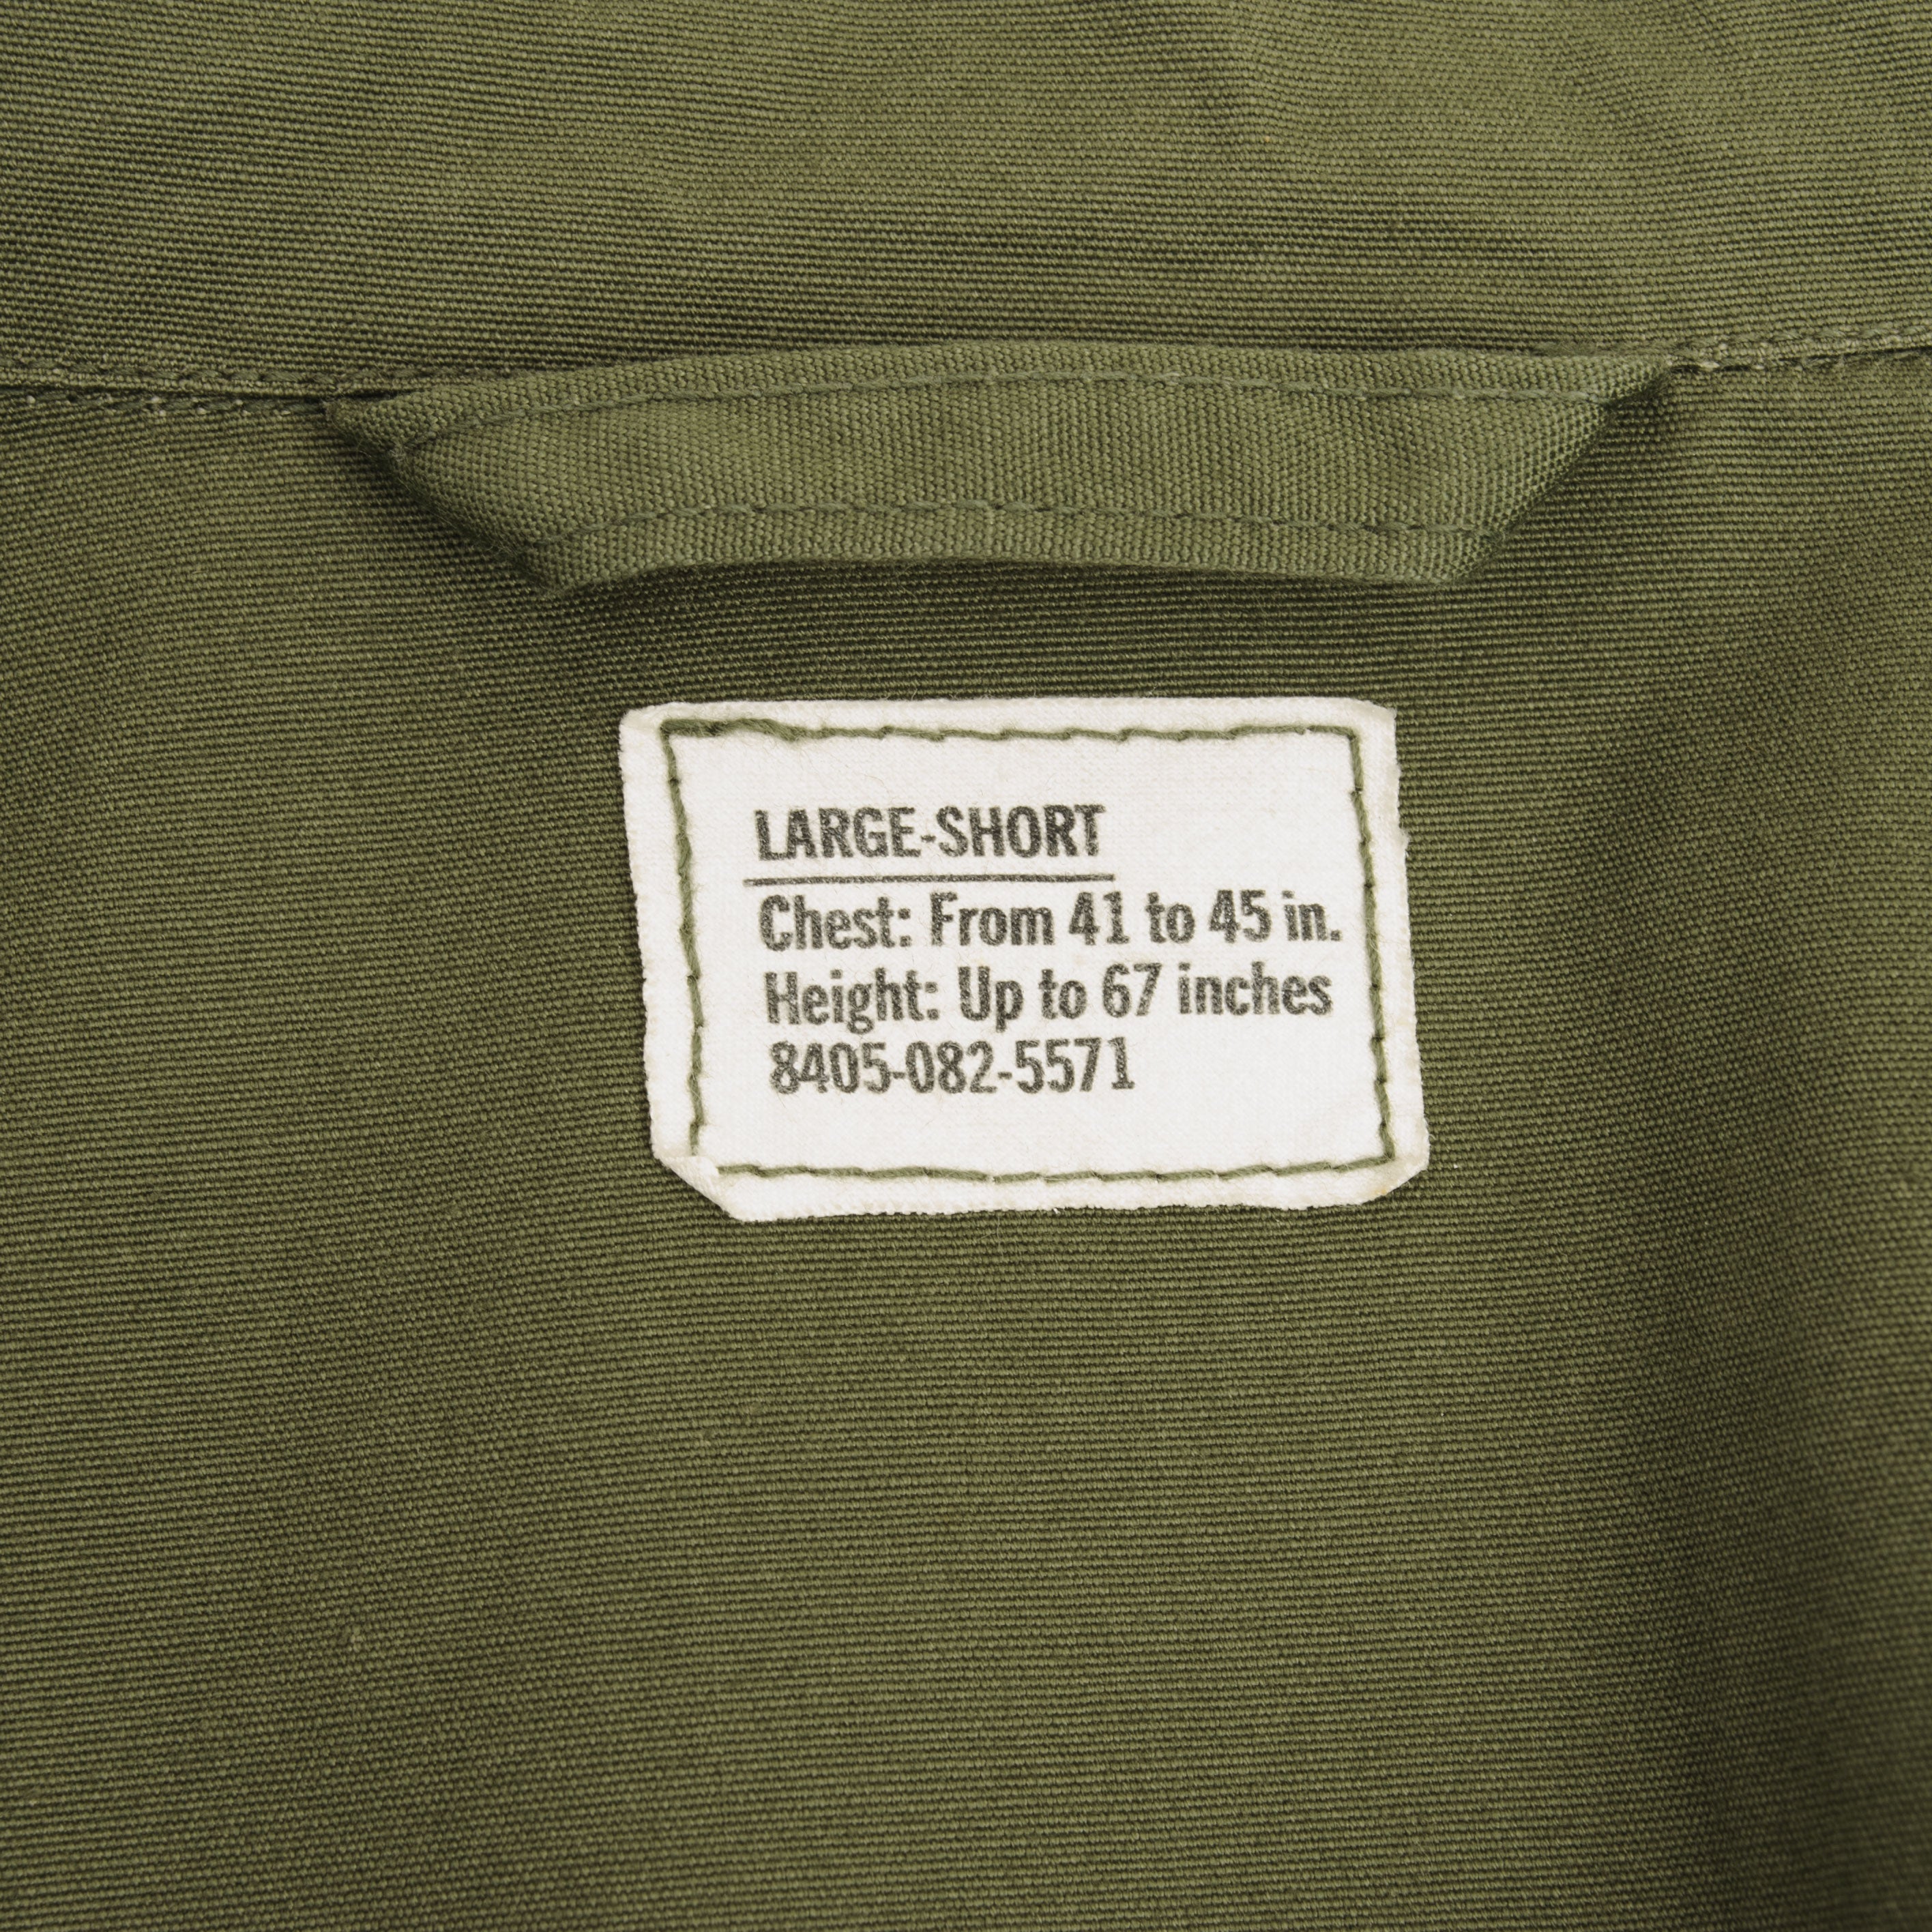 LARGE-SHORT
Chest: From 41 to 45 in.
Height: Up to 67 inches
8405-082-5571